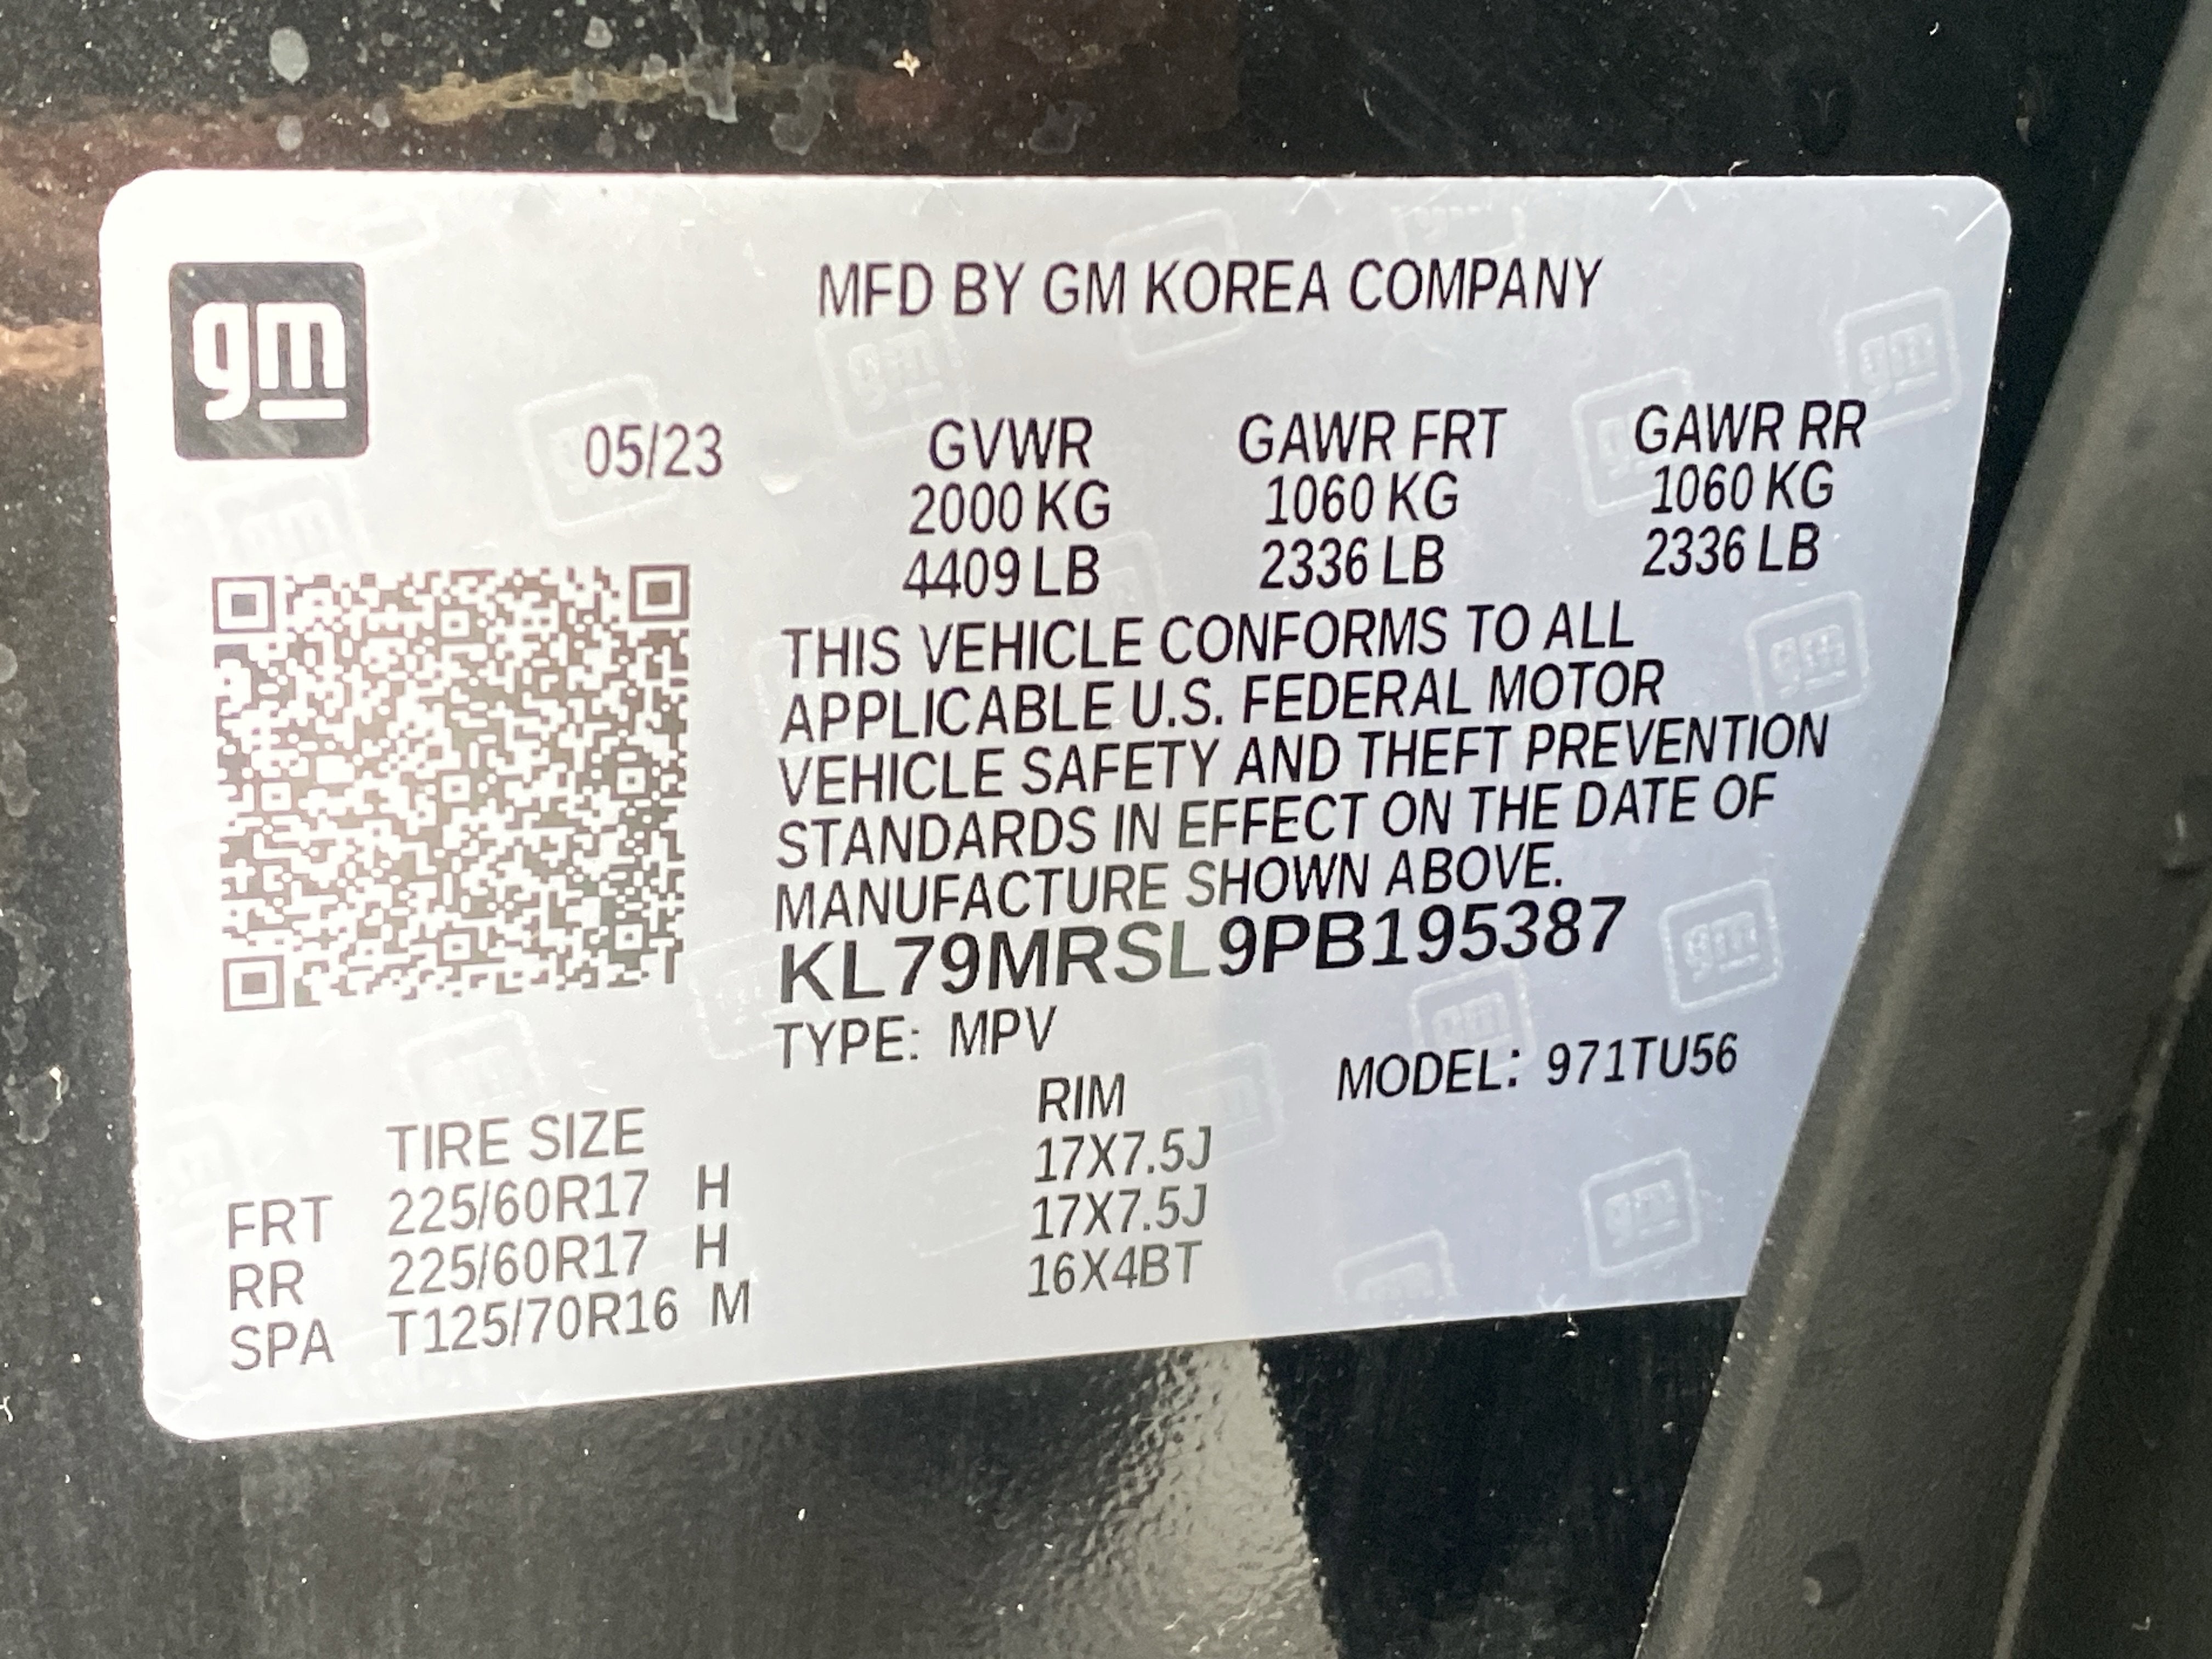 gm
MFD BY GM KOREA COMPANY
05/23 GVWR GAWR FRT GAWR RR
2000 KG 1060 KG 1060 KG
4409 LB 2336 LB 2336 LB
THIS VEHICLE CONFORMS TO ALL
APPLICABLE U.S. FEDERAL MOTOR
VEHICLE SAFETY AND THEFT PREVENTION
STANDARDS IN EFFECT ON THE DATE OF
MANUFACTURE SHOWN ABOVE.
KL79MRSL9PB195387
TYPE: MPV MODEL: 971TU56
TIRE SIZE RIM
FRT 225/60R17 H 17X7.5J
RR 225/60R17 H 17X7.5J
SPA T125/70R16 M 16X4BT